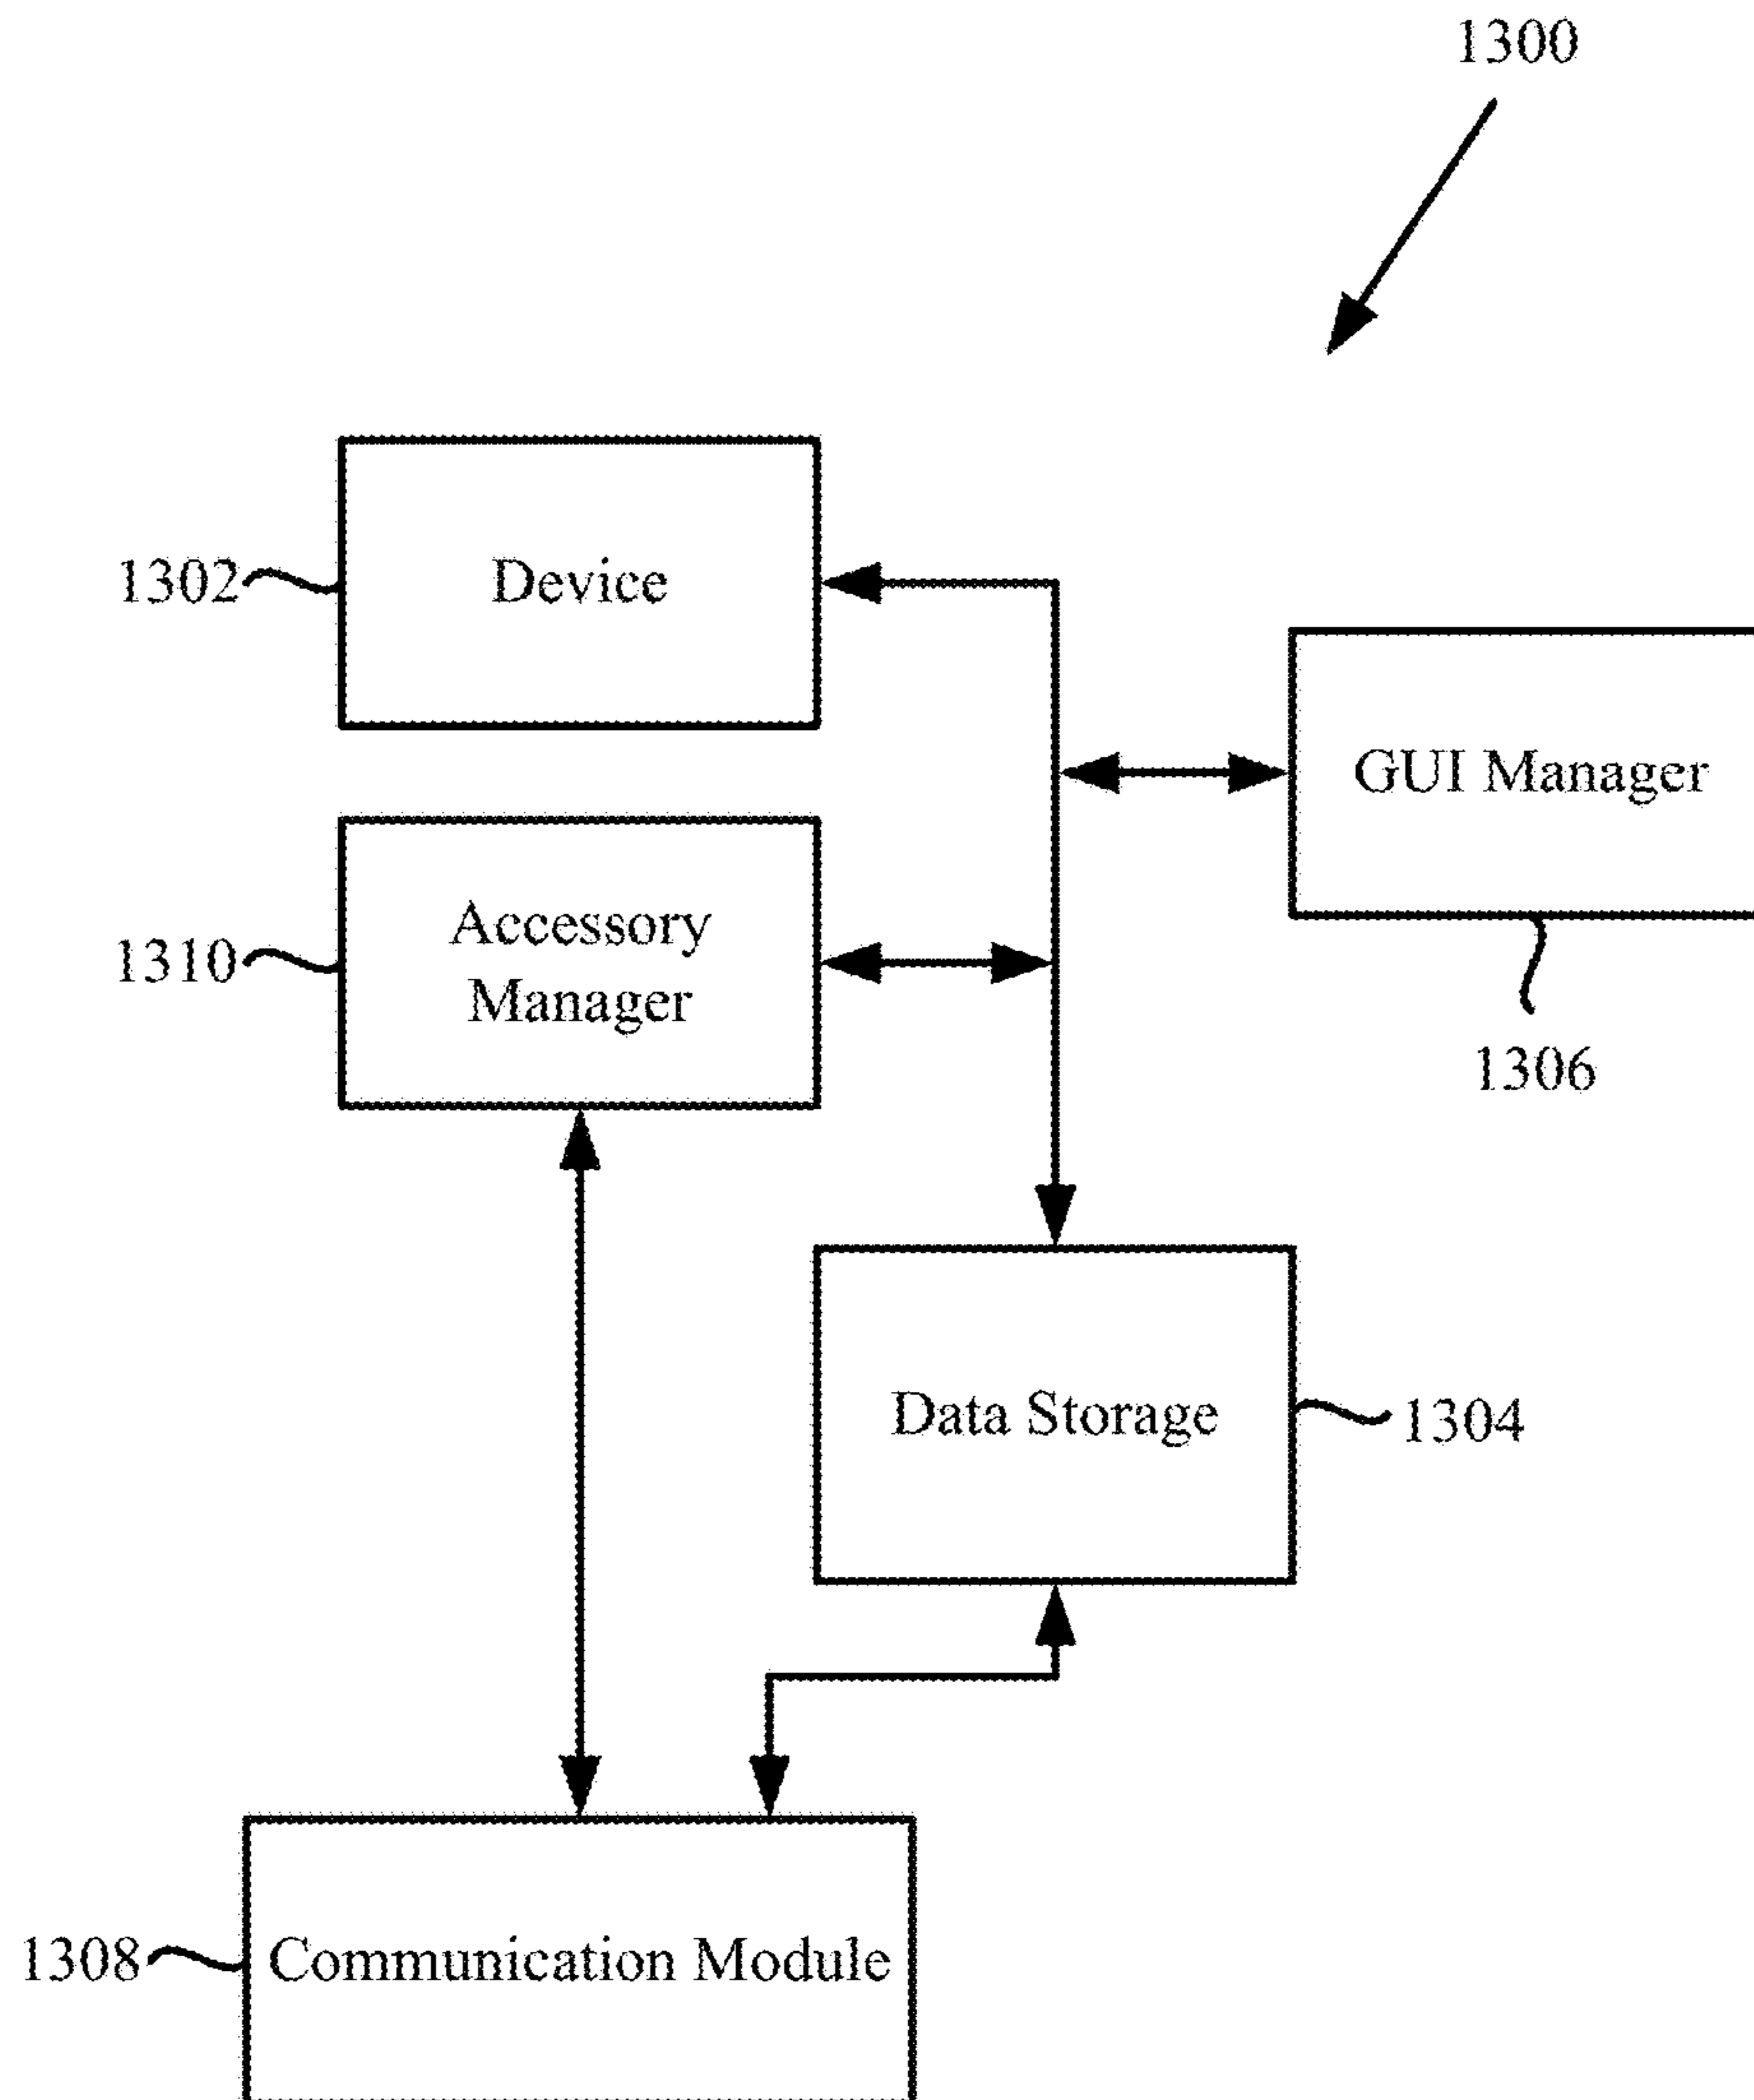 1300
1302
Device
GUI Manager
1306
1310
Accessory
Manager
Data Storage
1304
1308
Communication Module